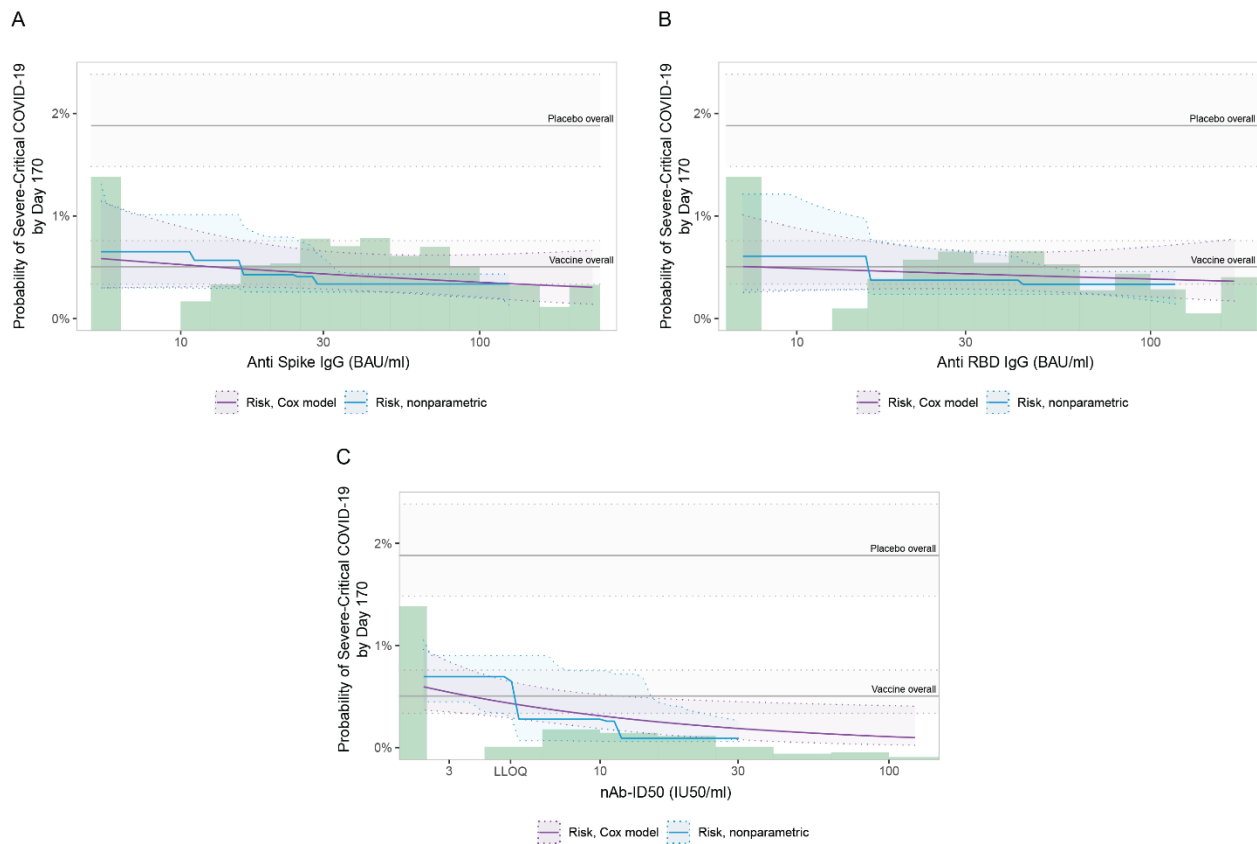 A
Probability of Severe-Critical COVID-19
by Day 170
2%
1%
0%
Placebo overall
Vaccine overall
10
30
100
Anti Spike IgG (BAU/ml)
Risk, Cox model
Risk, nonparametric
B
Probability of Severe-Critical COVID-19
by Day 170
2%
1%
0%
Placebo overall
Vaccine overall
10
30
100
Anti RBD IgG (BAU/ml)
Risk, Cox model
Risk, nonparametric
C
Probability of Severe-Critical COVID-19
by Day 170
2%
1%
0%
Placebo overall
Vaccine overall
3
LLOQ
10
30
100
nAb-ID50 (IU50/ml)
Risk, Cox model
Risk, nonparametric